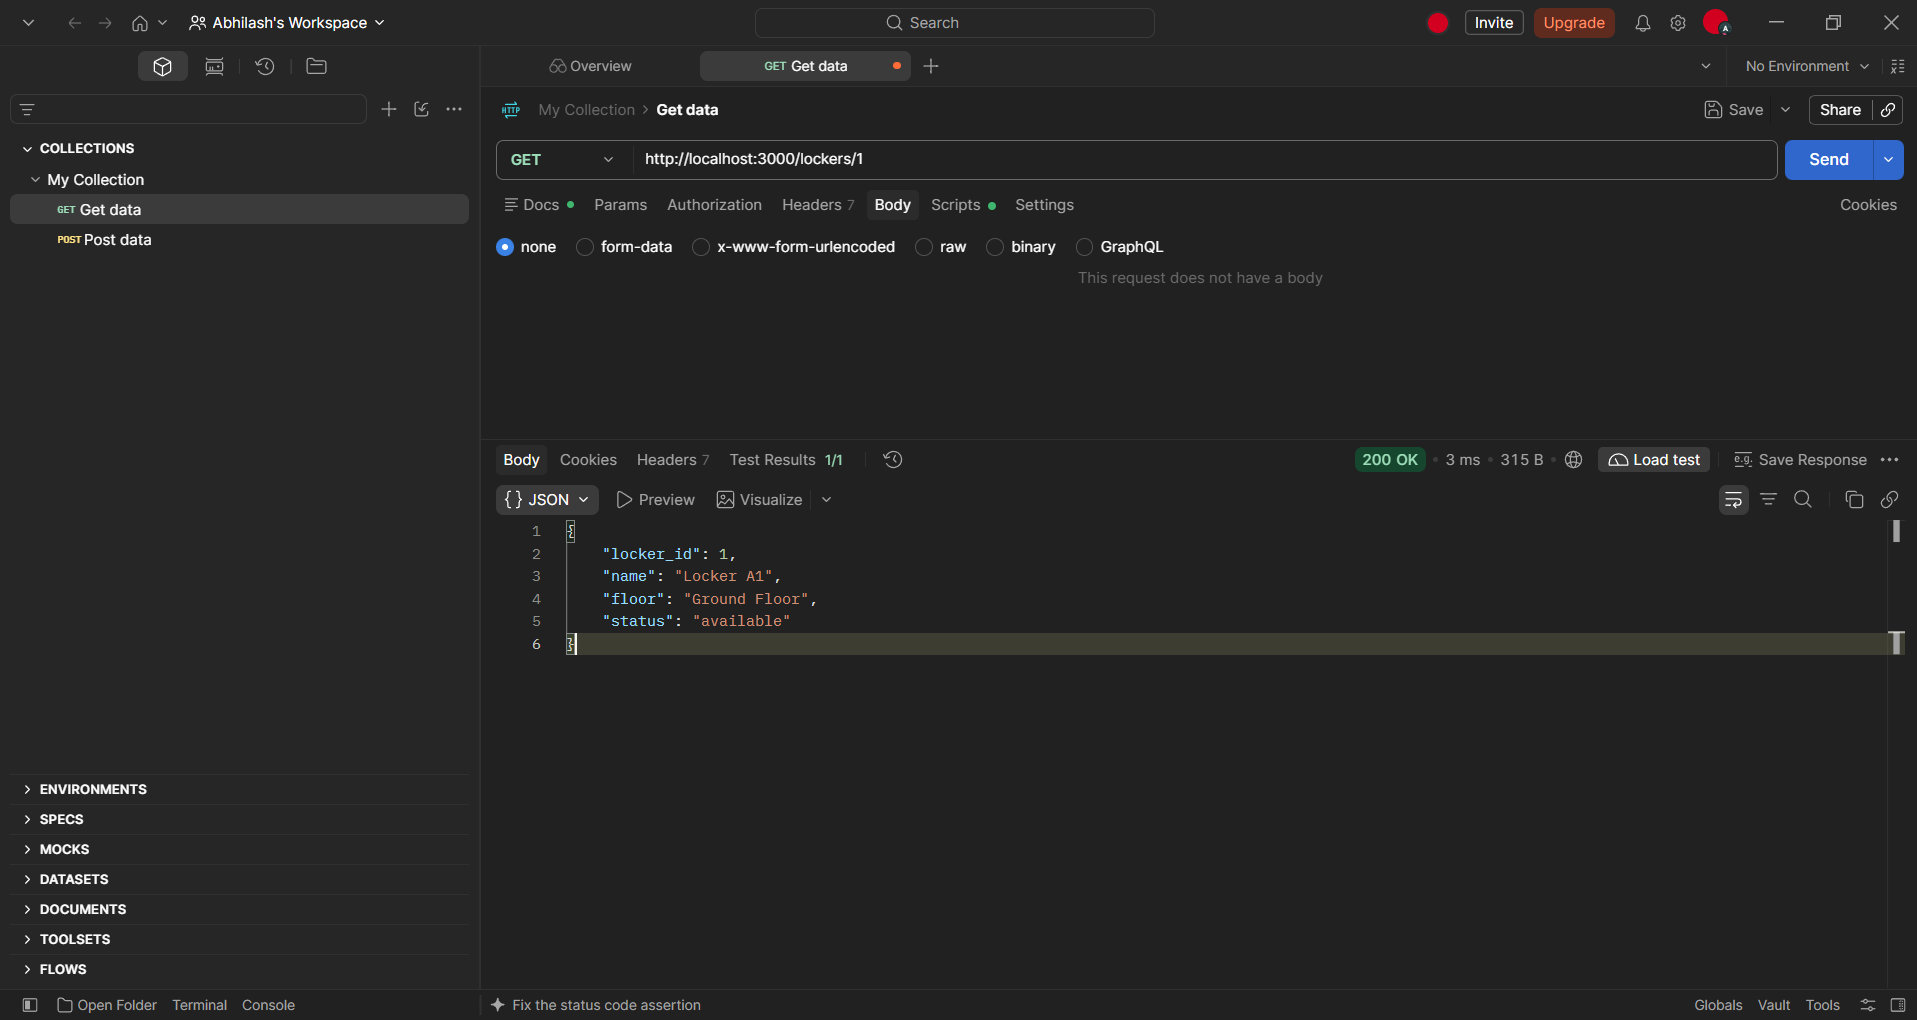 Abhilash's Workspace
Search
Invite
Upgrade
A
Overview
GET Get data
No Environment
HTTP My Collection > Get data
Save
Share
COLLECTIONS
My Collection
GET Get data
POST Post data
GET
http://localhost:3000/lockers/1
Send
Docs
Params
Authorization
Headers 7
Body
Scripts
Settings
Cookies
none
form-data
x-www-form-urlencoded
raw
binary
GraphQL
This request does not have a body
Body
Cookies
Headers 7
Test Results 1/1
200 OK
3 ms
315 B
Load test
e.g. Save Response
{} JSON
Preview
Visualize
1 {
2 "locker_id": 1,
3 "name": "Locker A1",
4 "floor": "Ground Floor",
5 "status": "available"
6 }
ENVIRONMENTS
SPECS
MOCKS
DATASETS
DOCUMENTS
TOOLSETS
FLOWS
Open Folder
Terminal
Console
Fix the status code assertion
Globals
Vault
Tools